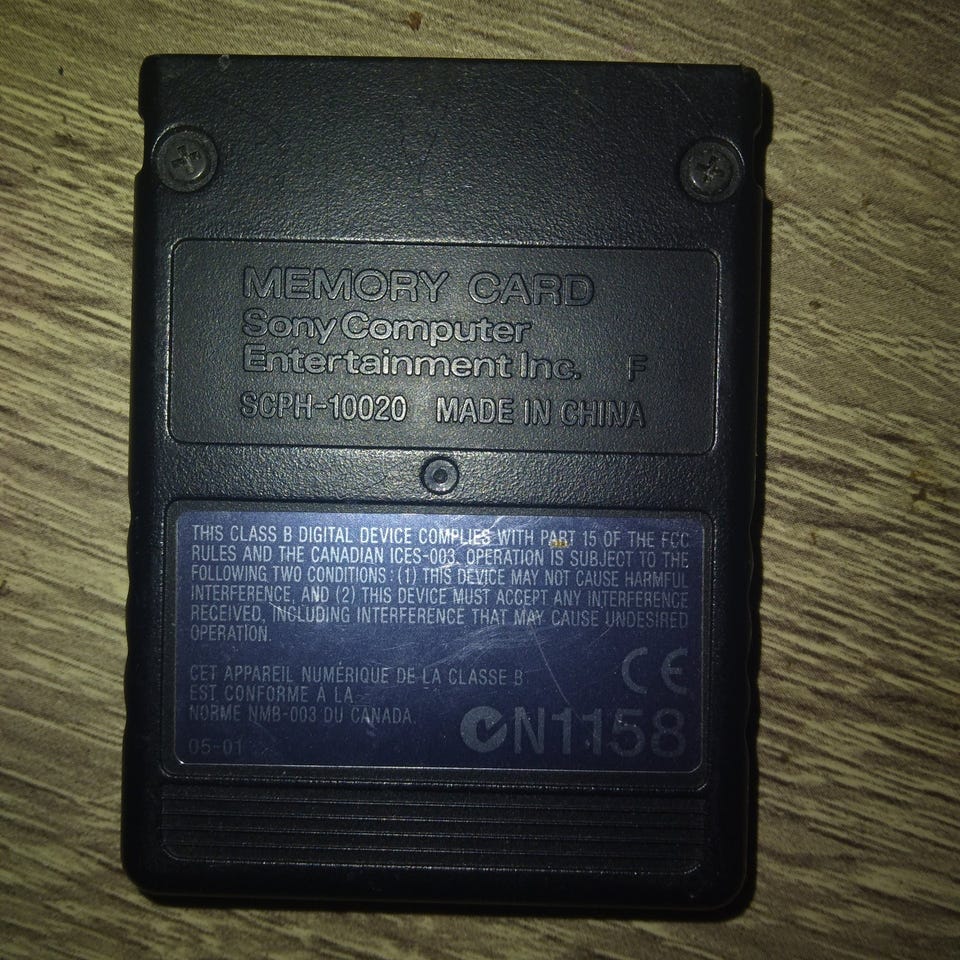 MEMORY CARD
Sony Computer
Entertainment Inc. F
SCPH-10020 MADE IN CHINA
THIS CLASS B DIGITAL DEVICE COMPLIES WITH PART 15 OF THE FCC
RULES AND THE CANADIAN ICES-003. OPERATION IS SUBJECT TO THE
FOLLOWING TWO CONDITIONS : (1) THIS DEVICE MAY NOT CAUSE HARMFUL
INTERFERENCE, AND (2) THIS DEVICE MUST ACCEPT ANY INTERFERENCE
RECEIVED, INCLUDING INTERFERENCE THAT MAY CAUSE UNDESIRED
OPERATION.
CET APPAREIL NUMÉRIQUE DE LA CLASSE B
EST CONFORME À LA
NORME NMB-003 DU CANADA.
CE
N1158
05-01